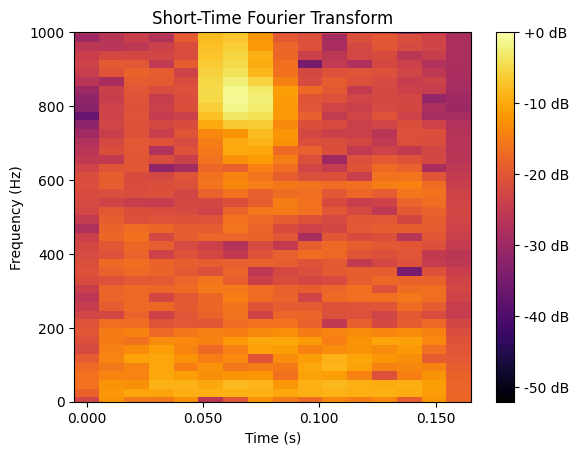 Short-Time Fourier Transform
1000
800
600
400
200
0
Frequency (Hz)
0.000
0.050
0.100
0.150
Time (s)
+0 dB
-10 dB
-20 dB
-30 dB
-40 dB
-50 dB